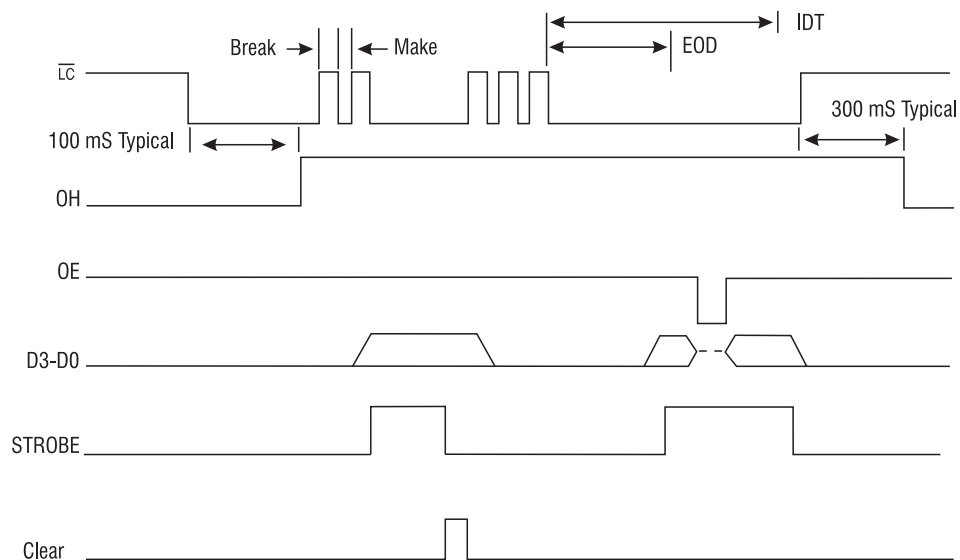 IDT
Break
Make
EOD
LC
100 mS Typical
300 mS Typical
OH
OE
D3-D0
STROBE
Clear